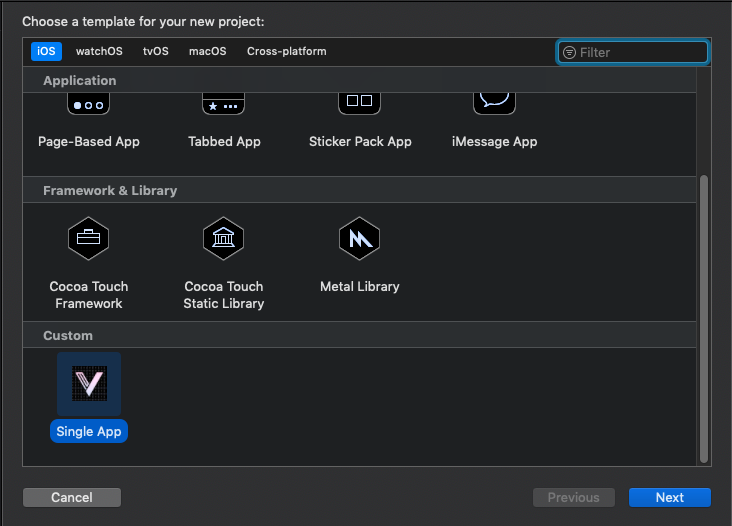 Choose a template for your new project:
iOS watchOS tvOS macOS Cross-platform Filter
Application
Page-Based App Tabbed App Sticker Pack App iMessage App
Framework & Library
Cocoa Touch Framework Cocoa Touch Static Library Metal Library
Custom
Single App
Cancel Previous Next